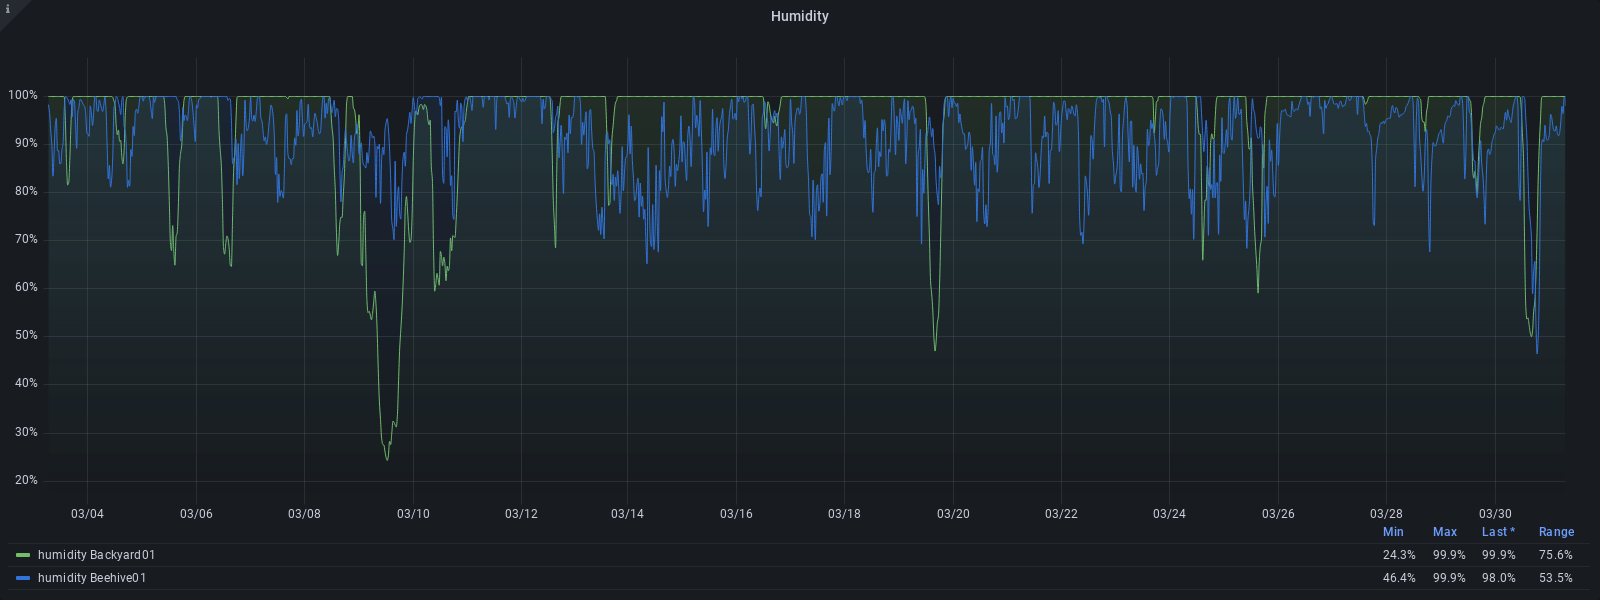 i
Humidity
100%
90%
80%
70%
60%
50%
40%
30%
20%
03/04 03/06 03/08 03/10 03/12 03/14 03/16 03/18 03/20 03/22 03/24 03/26 03/28 03/30
Min Max Last * Range
humidity Backyard01 24.3% 99.9% 99.9% 75.6%
humidity Beehive01 46.4% 99.9% 98.0% 53.5%